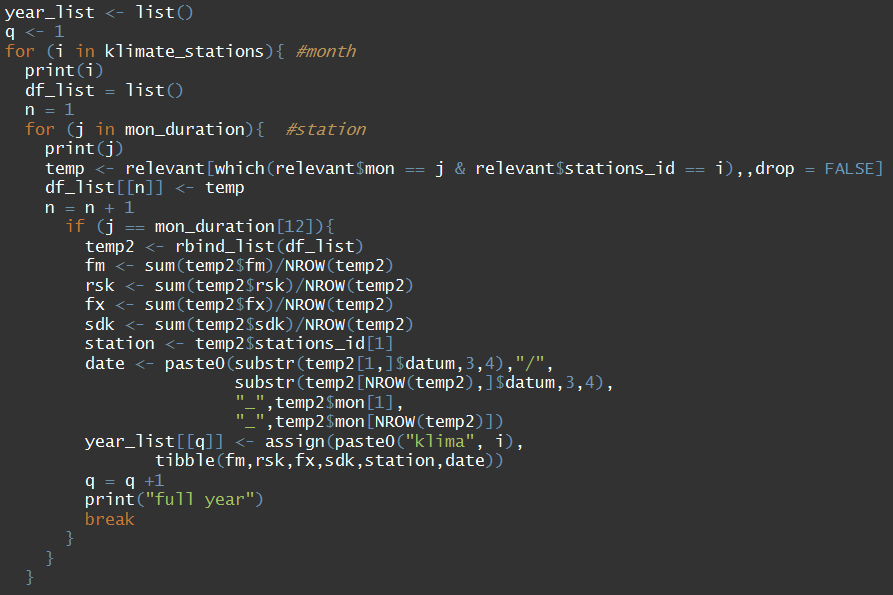 year_list <- list()
q <- 1
for (i in klimate_stations){ #month
  print(i)
  df_list = list()
  n = 1
  for (j in mon_duration){  #station
    print(j)
    temp <- relevant[which(relevant$mon == j & relevant$stations_id == i),,drop = FALSE]
    df_list[[n]] <- temp
    n = n + 1
      if (j == mon_duration[12]){
        temp2 <- rbind_list(df_list)
        fm <- sum(temp2$fm)/NROW(temp2)
        rsk <- sum(temp2$rsk)/NROW(temp2)
        fx <- sum(temp2$fx)/NROW(temp2)
        sdk <- sum(temp2$sdk)/NROW(temp2)
        station <- temp2$stations_id[1]
        date <- paste0(substr(temp2[1,]$datum,3,4),"/",
                       substr(temp2[NROW(temp2),]$datum,3,4),
                       "_",temp2$mon[1],
                       "_",temp2$mon[NROW(temp2)])
        year_list[[q]] <- assign(paste0("klima", i),
               tibble(fm,rsk,fx,sdk,station,date))
        q = q +1
        print("full year")
        break
      }
    }
  }